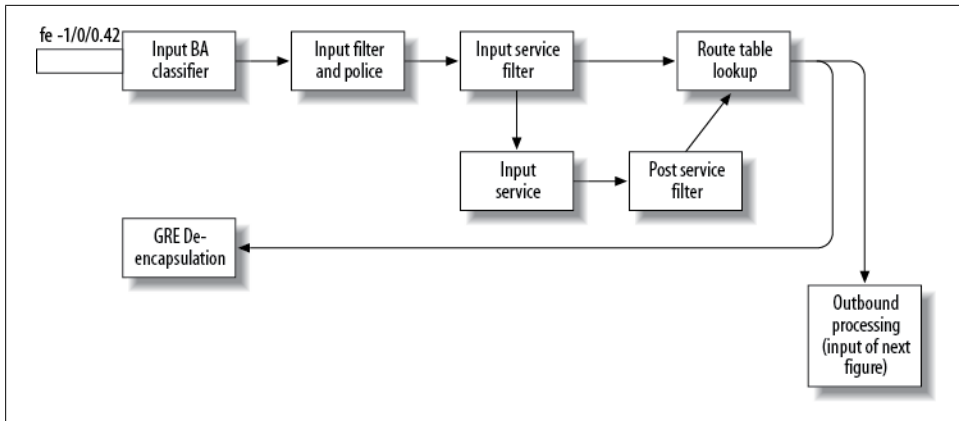 fe -1/0/0.42
Input BA
classifier
Input filter
and police
Input service
filter
Route table
lookup
Input
service
Post service
filter
GRE De-
encapsulation
Outbound
processing
(input of next
figure)